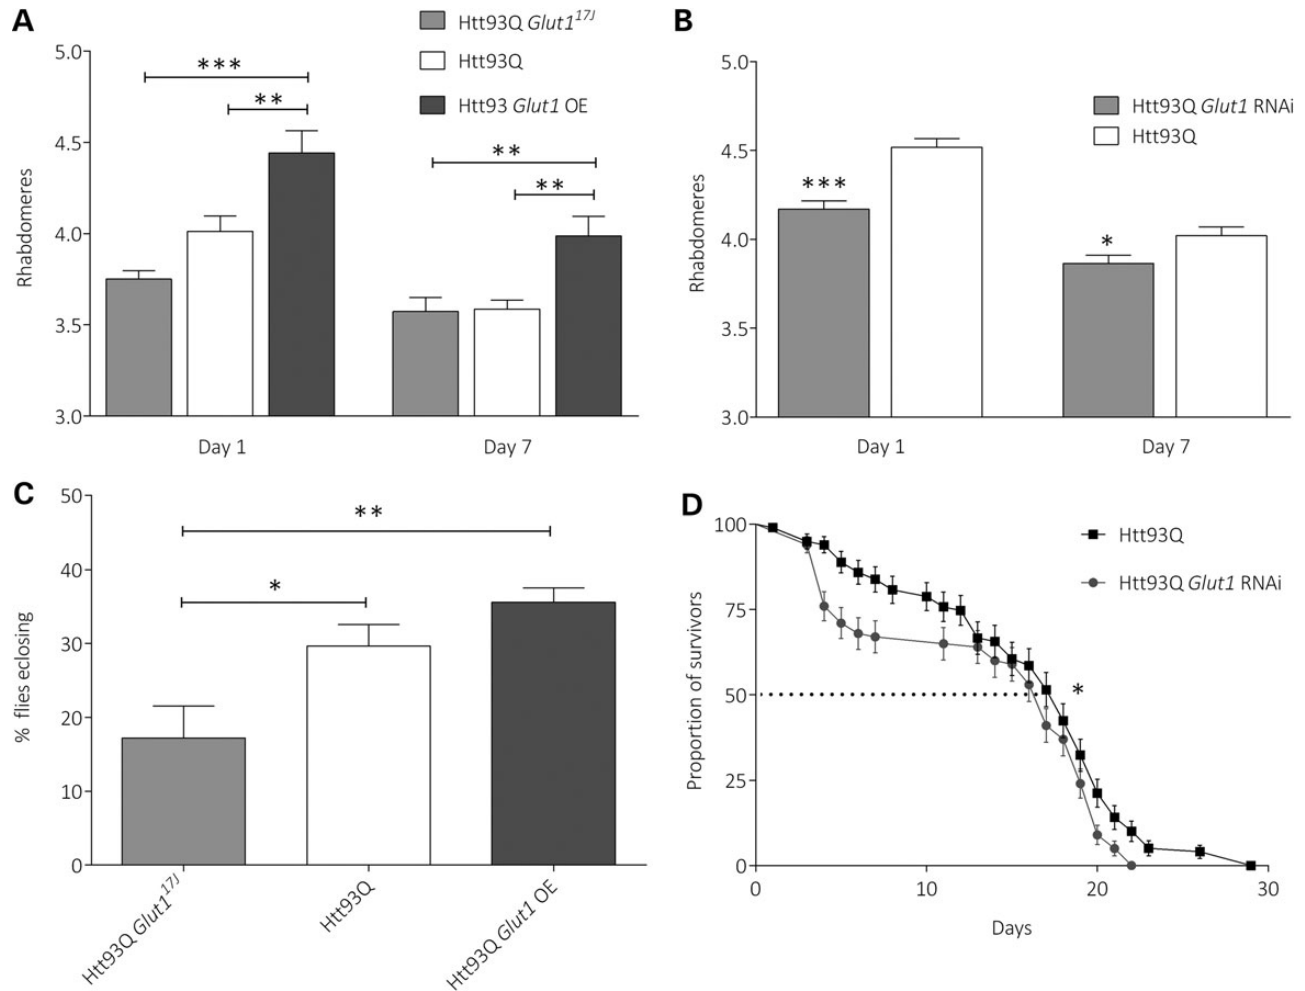 A
Htt93Q Glut1^17J
Htt93Q
Htt93 Glut1 OE
***
**
**
**
5.0
4.5
4.0
3.5
3.0
Rhabdomeres
Day 1
Day 7
B
Htt93Q Glut1 RNAi
Htt93Q
***
*
5.0
4.5
4.0
3.5
3.0
Rhabdomeres
Day 1
Day 7
C
**
*
50
40
30
20
10
0
% flies eclosing
Htt93Q Glut1^17J
Htt93Q
Htt93Q Glut1 OE
D
Htt93Q
Htt93Q Glut1 RNAi
*
100
75
50
25
0
Proportion of survivors
0
10
20
30
Days